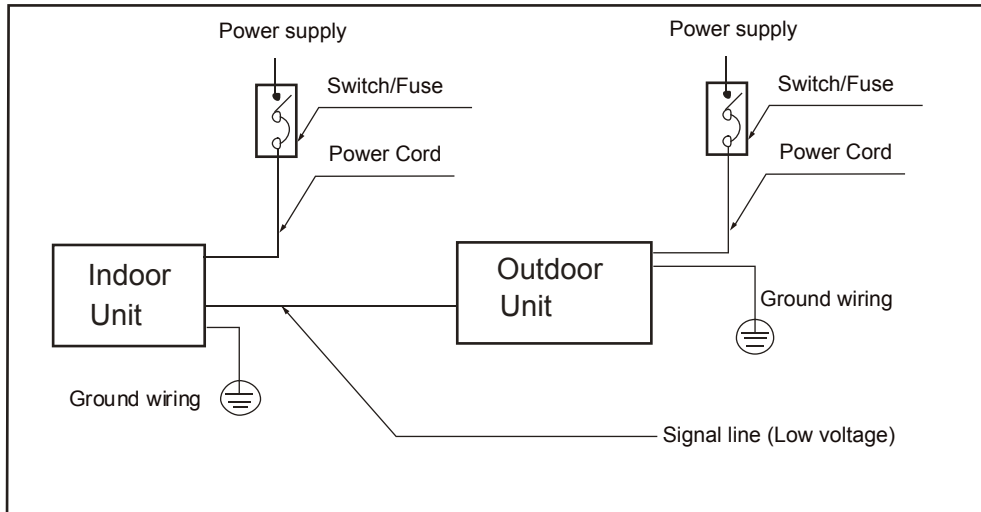 Power supply
Power supply
Switch/Fuse
Switch/Fuse
Power Cord
Power Cord
Indoor
Unit
Outdoor
Unit
Ground wiring
Ground wiring
Signal line (Low voltage)